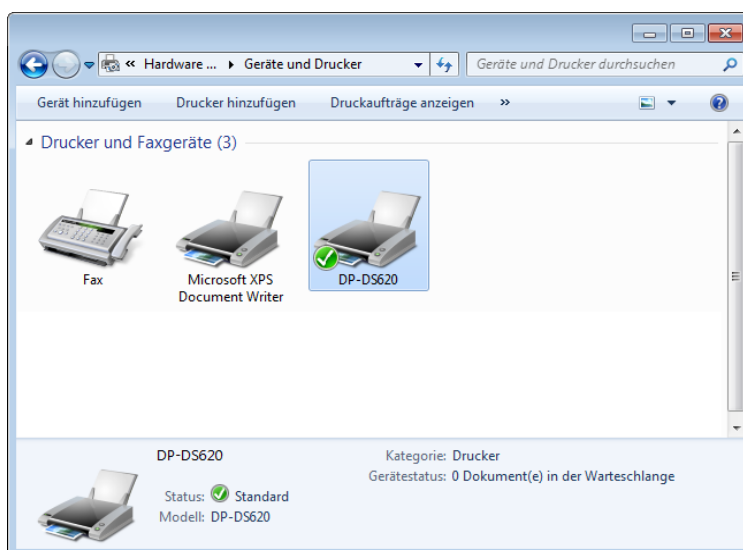 Hardware ... Geräte und Drucker Geräte und Drucker durchsuchen
Gerät hinzufügen Drucker hinzufügen Druckaufträge anzeigen »
Drucker und Faxgeräte (3)
Fax
Microsoft XPS
Document Writer
DP-DS620
DP-DS620
Status: Standard
Modell: DP-DS620
Kategorie: Drucker
Gerätestatus: 0 Dokument(e) in der Warteschlange